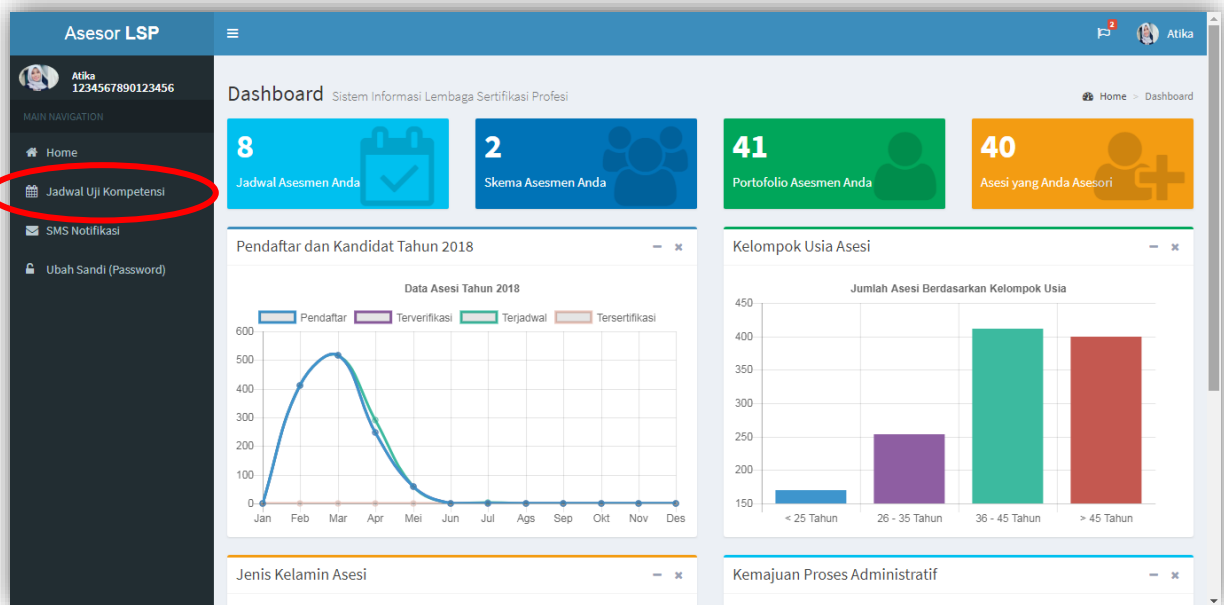 Asesor LSP
2
Atika
Atika
1234567890123456
MAIN NAVIGATION
Home
Jadwal Uji Kompetensi
SMS Notifikasi
Ubah Sandi (Password)
Dashboard Sistem Informasi Lembaga Sertifikasi Profesi
Home > Dashboard
8
Jadwal Asesmen Anda
2
Skema Asesmen Anda
41
Portofolio Asesmen Anda
40
Asesi yang Anda Asesori
Pendaftar dan Kandidat Tahun 2018
Data Asesi Tahun 2018
Pendaftar Terverifikasi Terjadwal Tersertifikasi
600
500
400
300
200
100
0
Jan Feb Mar Apr Mei Jun Jul Ags Sep Okt Nov Des
Kelompok Usia Asesi
Jumlah Asesi Berdasarkan Kelompok Usia
450
400
350
300
250
200
150
< 25 Tahun 26 - 35 Tahun 36 - 45 Tahun > 45 Tahun
Jenis Kelamin Asesi
Kemajuan Proses Administratif